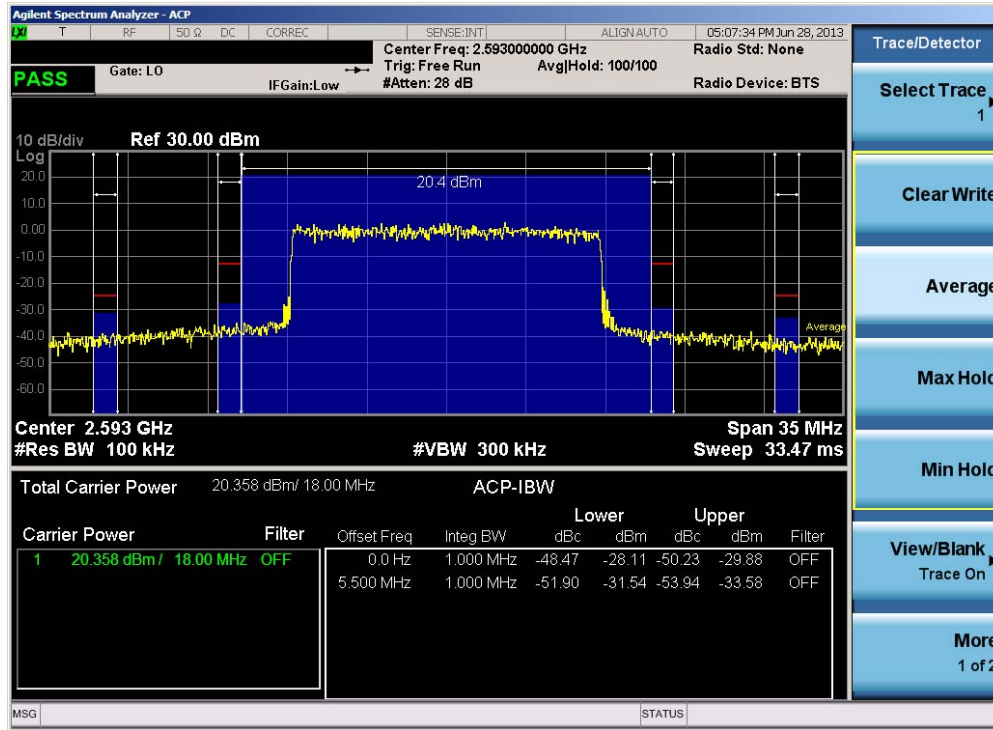 Agilent Spectrum Analyzer - ACP
LXI T RF 50 Ω DC CORREC SENSE:INT ALIGN AUTO 05:07:34 PM Jun 28, 2013
Center Freq: 2.593000000 GHz Radio Std: None
PASS Gate: LO Trig: Free Run Avg|Hold: 100/100
IFGain:Low #Atten: 28 dB Radio Device: BTS
10 dB/div Ref 30.00 dBm
Log
20.0
20.4 dBm
10.0
0.00
-10.0
-20.0
-30.0
Average
-40.0
-50.0
-60.0
Center 2.593 GHz Span 35 MHz
#Res BW 100 kHz #VBW 300 kHz Sweep 33.47 ms
Total Carrier Power 20.358 dBm/ 18.00 MHz ACP-IBW
Lower Upper
Carrier Power Filter Offset Freq Integ BW dBc dBm dBc dBm Filter
1 20.358 dBm / 18.00 MHz OFF 0.0 Hz 1.000 MHz -48.47 -28.11 -50.23 -29.88 OFF
5.500 MHz 1.000 MHz -51.90 -31.54 -53.94 -33.58 OFF
MSG STATUS
Trace/Detector
Select Trace
1
Clear Write
Average
Max Hold
Min Hold
View/Blank
Trace On
More
1 of 2